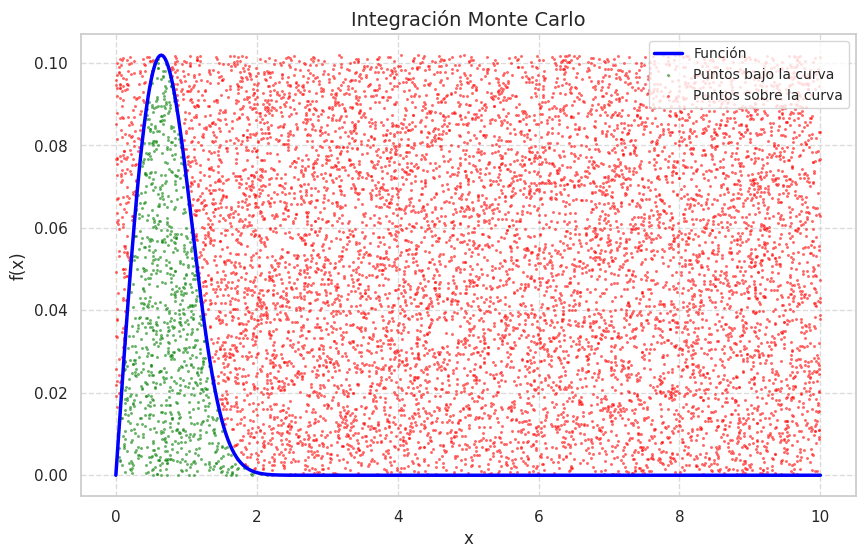 Integración Monte Carlo
Función
Puntos bajo la curva
Puntos sobre la curva
f(x)
0.10
0.08
0.06
0.04
0.02
0.00
0
2
4
6
8
10
x